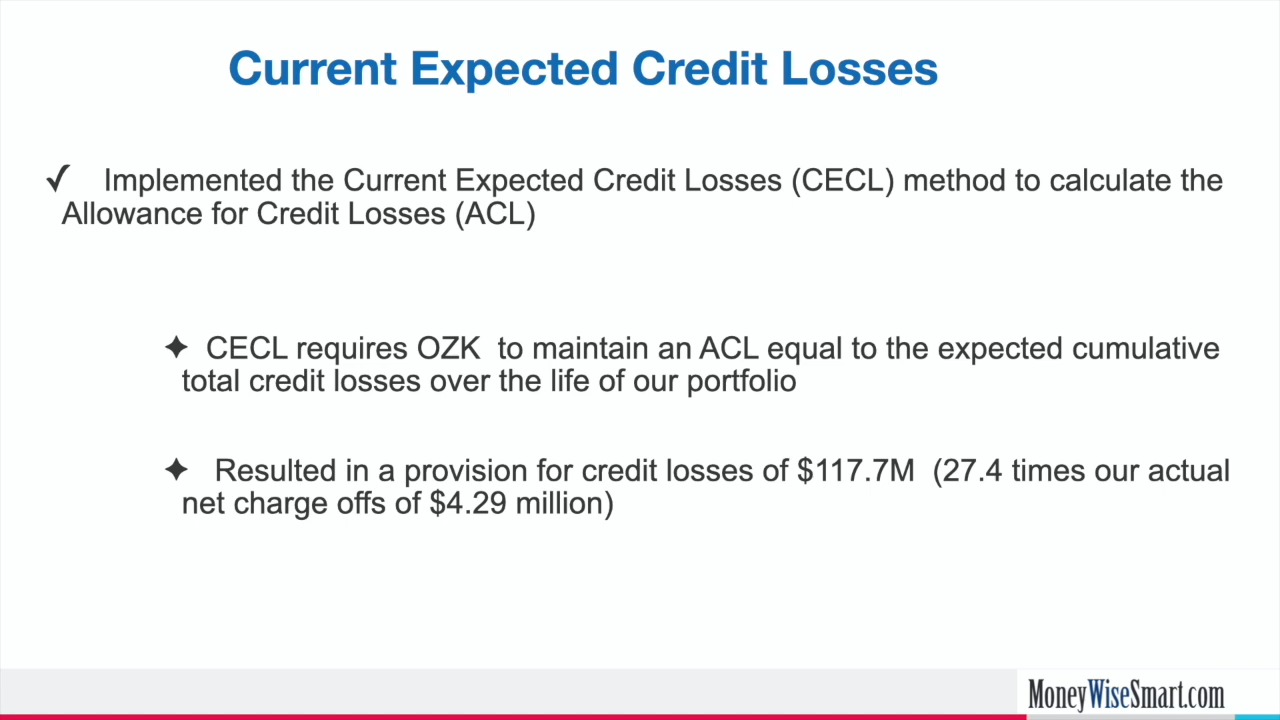 Current Expected Credit Losses
✓ Implemented the Current Expected Credit Losses (CECL) method to calculate the
Allowance for Credit Losses (ACL)
✦ CECL requires OZK to maintain an ACL equal to the expected cumulative
total credit losses over the life of our portfolio
✦ Resulted in a provision for credit losses of $117.7M (27.4 times our actual
net charge offs of $4.29 million)
MoneyWiseSmart.com